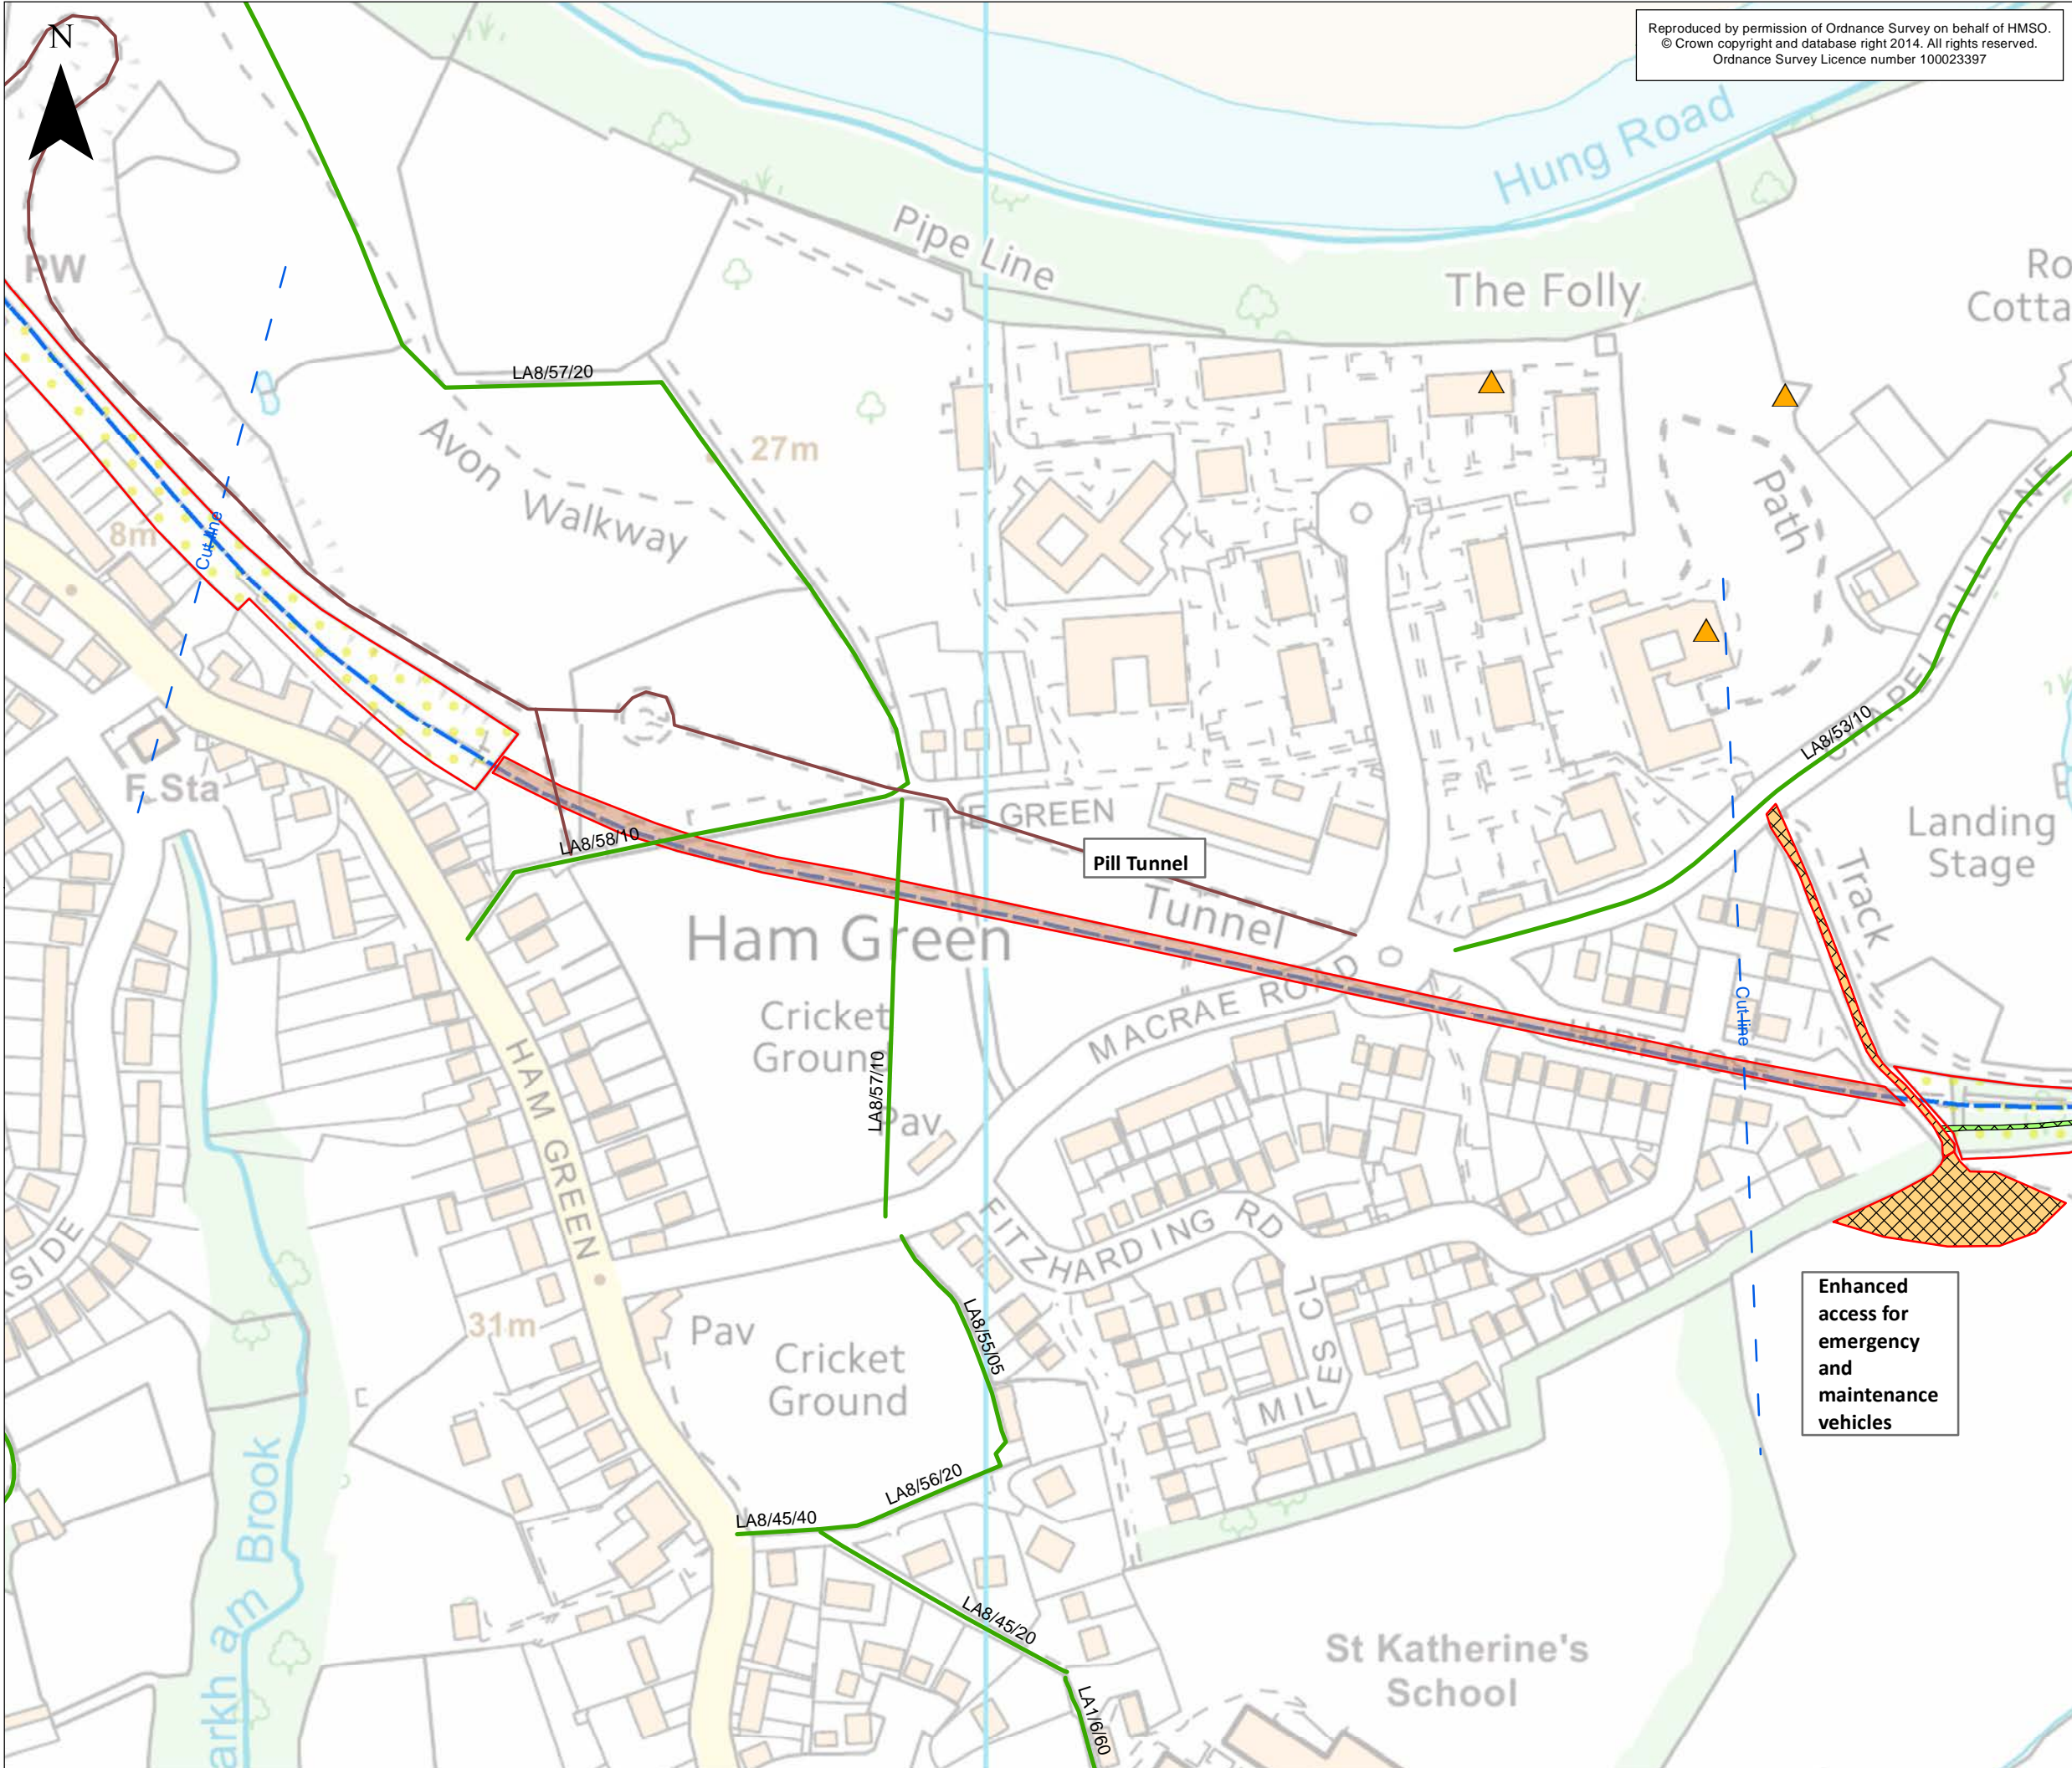 N
Reproduced by permission of Ordnance Survey on behalf of HMSO.
© Crown copyright and database right 2014. All rights reserved.
Ordnance Survey Licence number 100023397
Hung Road
Pipe Line
The Folly
PW
LA8/57/20
Avon Walkway
27m
Path
8m
Cut line
CHAPEL PILL LANE
LA8/53/10
F Sta
THE GREEN
LA8/58/10
Pill Tunnel
Landing
Stage
Track
Tunnel
Ham Green
Cricket
Ground
MACRAE ROAD
Cut line
HART CLOSE
LA8/57/10
Pav
HAM GREEN
FITZHARDING RD
Enhanced
access for
emergency
and
maintenance
vehicles
31m
Pav
Cricket
Ground
LA8/55/05
MILES CL
LA8/56/20
LA8/45/40
LA8/45/20
St Katherine's
School
Brook
LA1/6/60